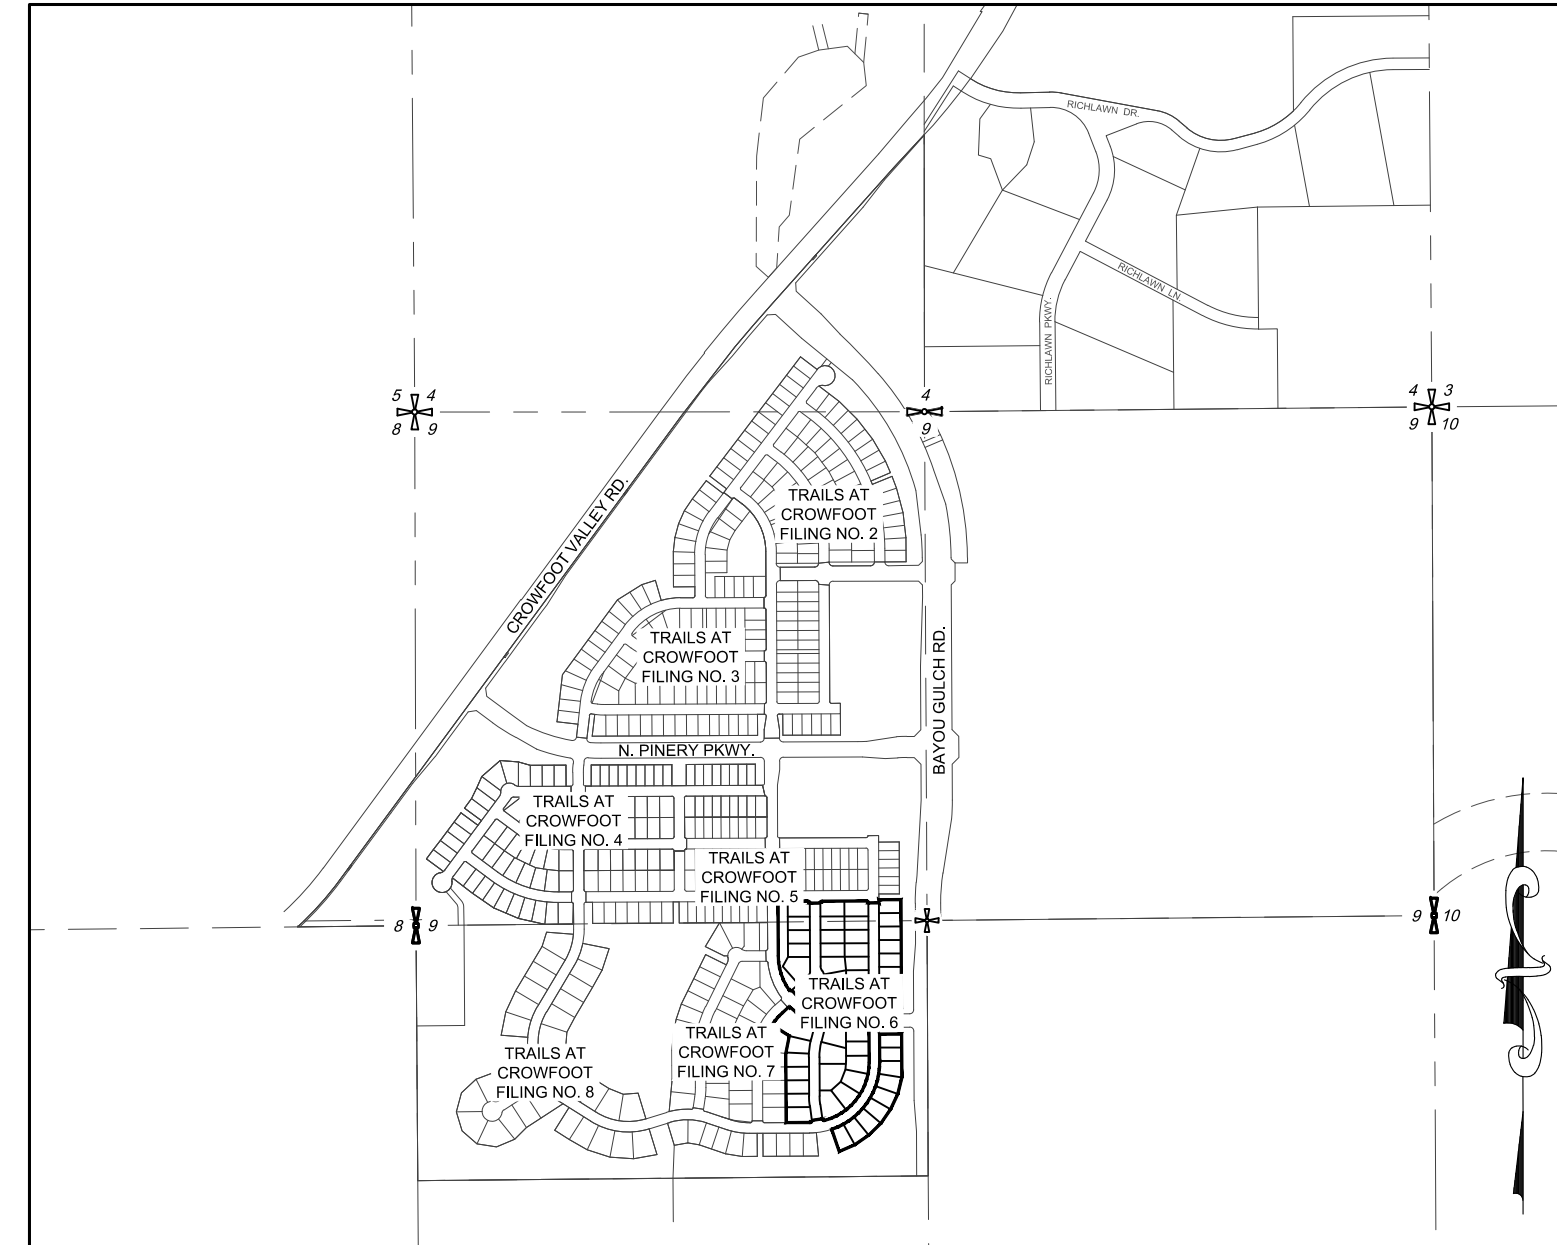 RICHLAWN DR.
RICHLAWN LN.
RICHLAWN PKWY.
5 4
8 9
4
9
4 3
9 10
CROWFOOT VALLEY RD.
TRAILS AT
CROWFOOT
FILING NO. 2
TRAILS AT
CROWFOOT
FILING NO. 3
BAYOU GULCH RD.
N. PINERY PKWY.
TRAILS AT
CROWFOOT
FILING NO. 4
TRAILS AT
CROWFOOT
FILING NO. 5
8 9
9 10
TRAILS AT
CROWFOOT
FILING NO. 6
TRAILS AT
CROWFOOT
FILING NO. 7
TRAILS AT
CROWFOOT
FILING NO. 8